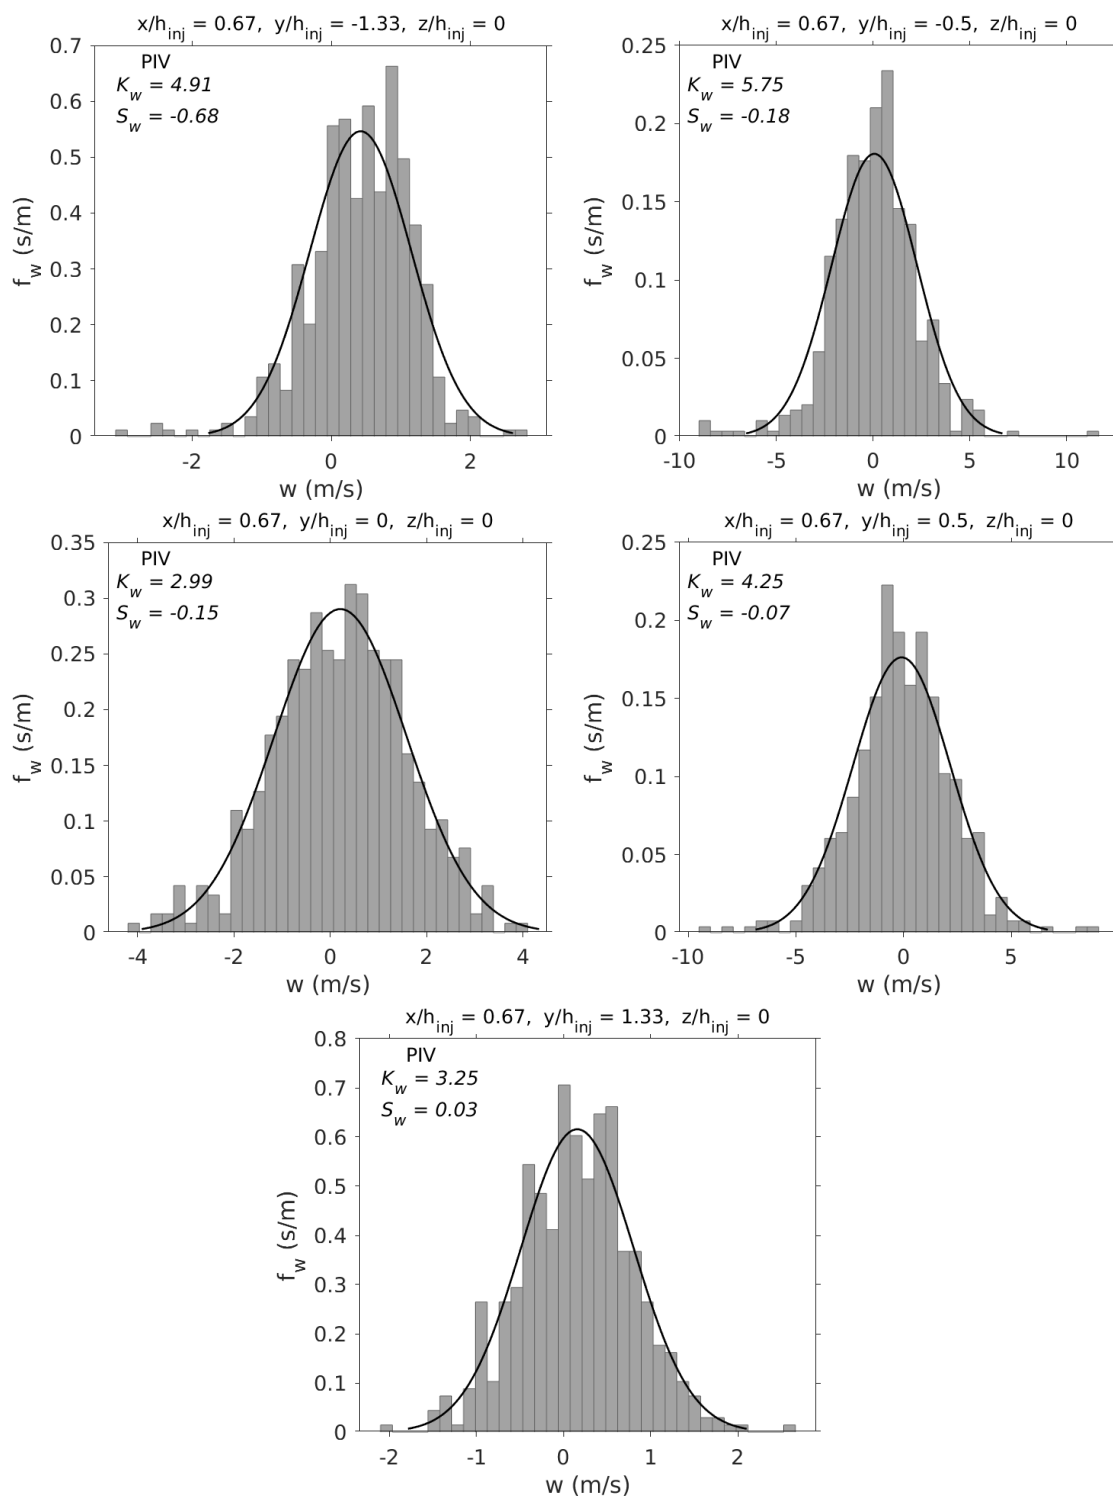 x/h_inj = 0.67, y/h_inj = -1.33, z/h_inj = 0
PIV
K_w = 4.91
S_w = -0.68
0.7
0.6
0.5
0.4
0.3
0.2
0.1
0
f_w (s/m)
-2 0 2
w (m/s)
x/h_inj = 0.67, y/h_inj = -0.5, z/h_inj = 0
PIV
K_w = 5.75
S_w = -0.18
0.25
0.2
0.15
0.1
0.05
0
f_w (s/m)
-10 -5 0 5 10
w (m/s)
x/h_inj = 0.67, y/h_inj = 0, z/h_inj = 0
PIV
K_w = 2.99
S_w = -0.15
0.35
0.3
0.25
0.2
0.15
0.1
0.05
0
f_w (s/m)
-4 -2 0 2 4
w (m/s)
x/h_inj = 0.67, y/h_inj = 0.5, z/h_inj = 0
PIV
K_w = 4.25
S_w = -0.07
0.25
0.2
0.15
0.1
0.05
0
f_w (s/m)
-10 -5 0 5
w (m/s)
x/h_inj = 0.67, y/h_inj = 1.33, z/h_inj = 0
PIV
K_w = 3.25
S_w = 0.03
0.8
0.7
0.6
0.5
0.4
0.3
0.2
0.1
0
f_w (s/m)
-2 -1 0 1 2
w (m/s)